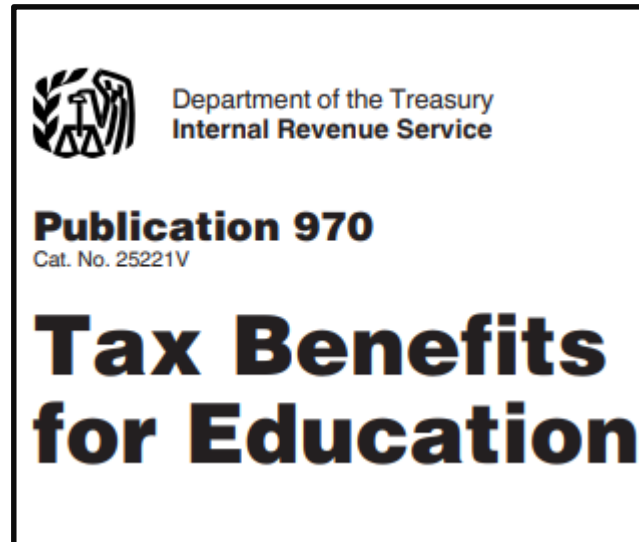 Department of the Treasury
Internal Revenue Service
Publication 970
Cat. No. 25221V
Tax Benefits
for Education